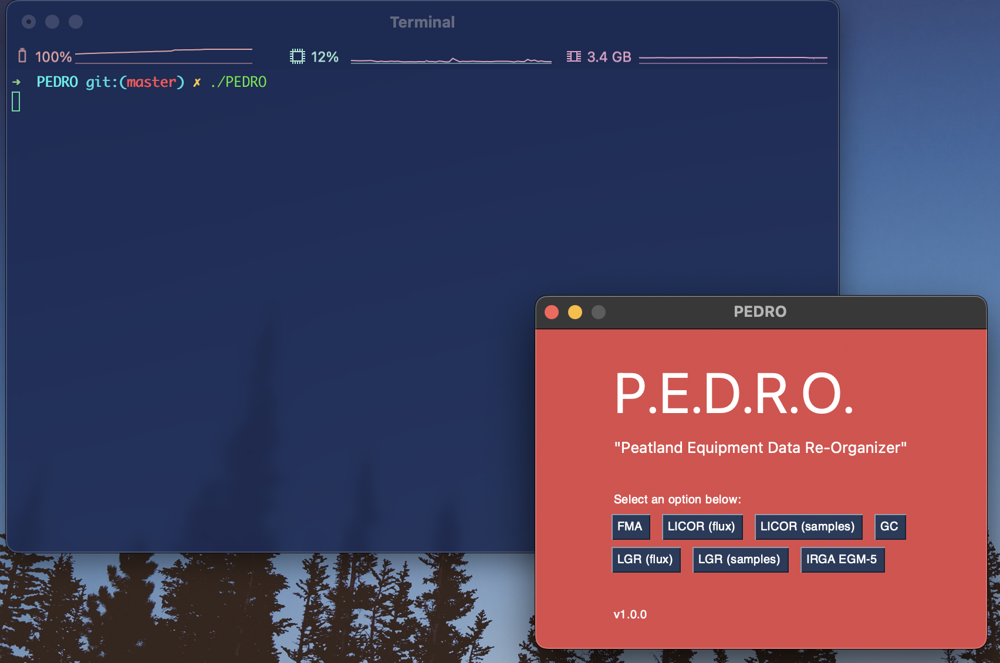 Terminal
100% 12% 3.4 GB
➜ PEDRO git:(master) ✗ ./PEDRO
PEDRO
P.E.D.R.O.
"Peatland Equipment Data Re-Organizer"
Select an option below:
FMA LICOR (flux) LICOR (samples) GC
LGR (flux) LGR (samples) IRGA EGM-5
v1.0.0